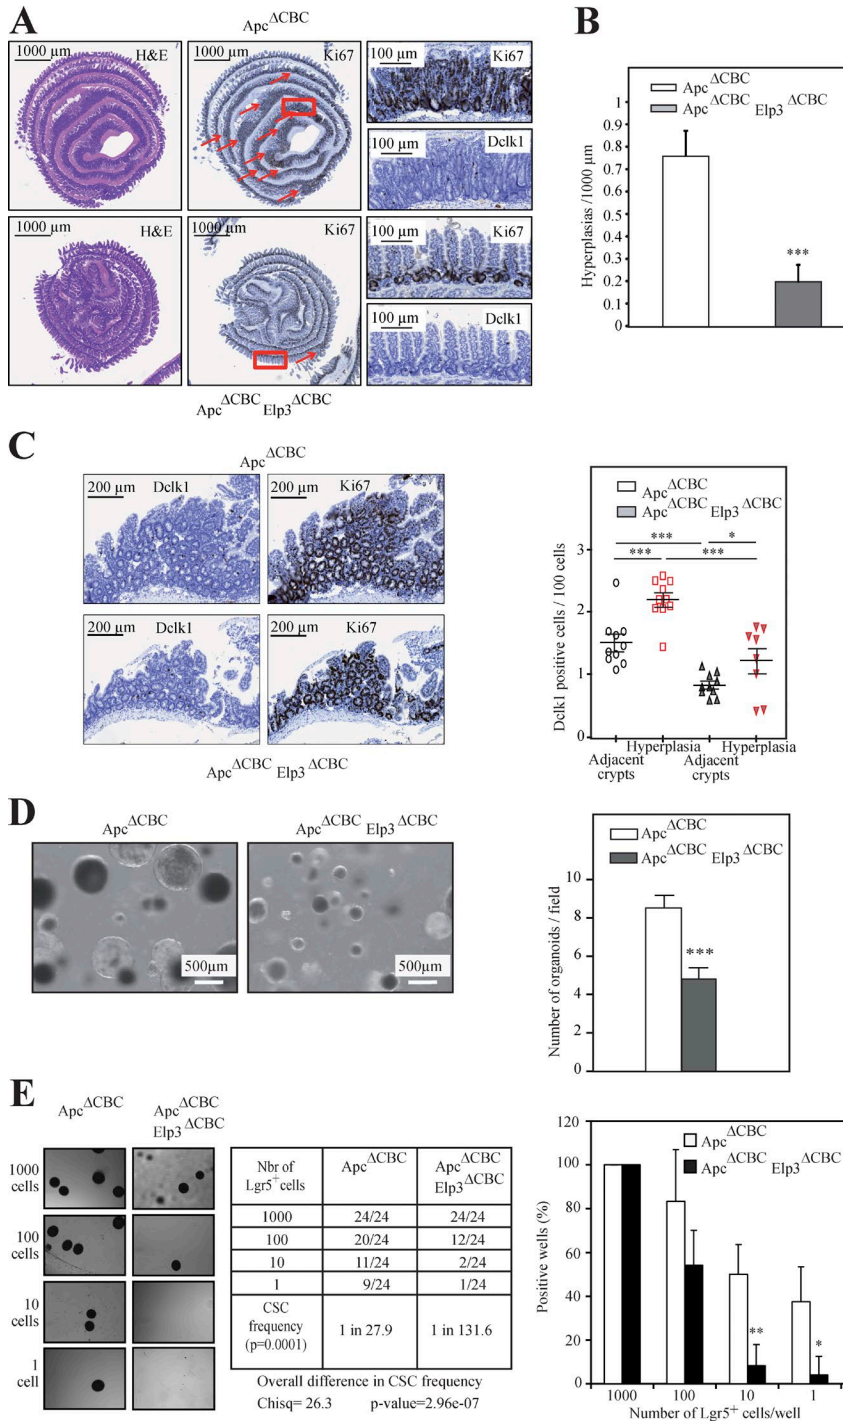 A
Apc ΔCBC
1000 µm
H&E
1000 µm
Ki67
100 µm
Ki67
100 µm
Dclk1
1000 µm
H&E
1000 µm
Ki67
100 µm
Ki67
100 µm
Dclk1
Apc ΔCBC Elp3 ΔCBC
B
Apc ΔCBC
Apc ΔCBC Elp3 ΔCBC
Hyperplasias /1000 µm
1
0.9
0.8
0.7
0.6
0.5
0.4
0.3
0.2
0.1
0
***
C
Apc ΔCBC
200 µm
Dclk1
200 µm
Ki67
200 µm
Dclk1
200 µm
Ki67
Apc ΔCBC Elp3 ΔCBC
Apc ΔCBC
Apc ΔCBC Elp3 ΔCBC
*** *
*** ***
Dclk1 positive cells / 100 cells
3
2
1
0
Adjacent crypts
Hyperplasia
Adjacent crypts
Hyperplasia
D
Apc ΔCBC
Apc ΔCBC Elp3 ΔCBC
500µm
500µm
Apc ΔCBC
Apc ΔCBC Elp3 ΔCBC
Number of organoids / field
10
8
6
4
2
0
***
E
Apc ΔCBC
Apc ΔCBC
Elp3 ΔCBC
1000 cells
100 cells
10 cells
1 cell
Nbr of Lgr5+cells Apc ΔCBC Apc ΔCBC Elp3 ΔCBC
1000 24/24 24/24
100 20/24 12/24
10 11/24 2/24
1 9/24 1/24
CSC frequency (p=0.0001) 1 in 27.9 1 in 131.6
Overall difference in CSC frequency
Chisq= 26.3 p-value=2.96e-07
Apc ΔCBC
Apc ΔCBC Elp3 ΔCBC
Positive wells (%)
120
100
80
60
40
20
0
**
*
1000 100 10 1
Number of Lgr5+ cells/well